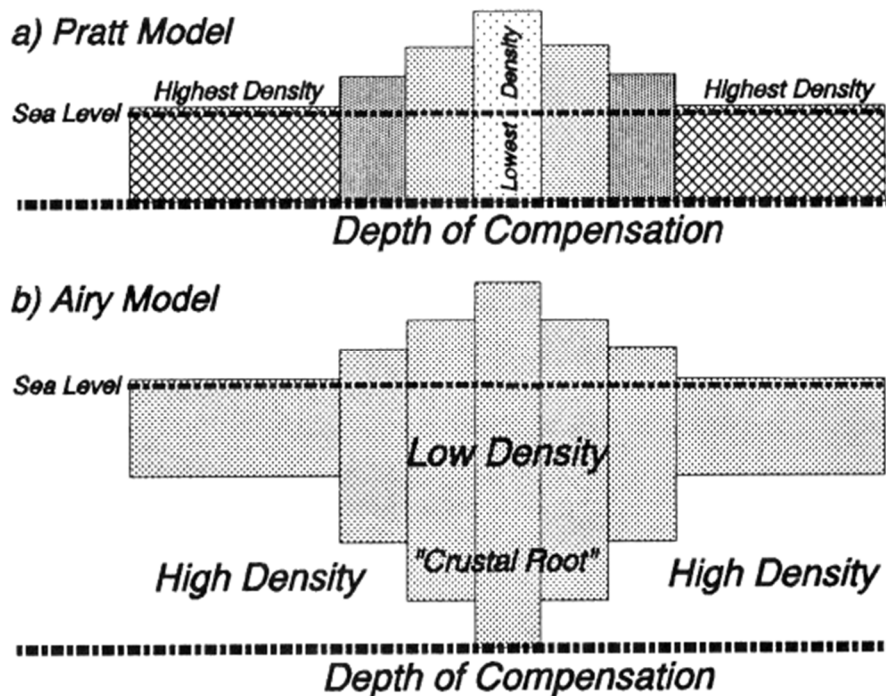 a) Pratt Model
Highest Density
Lowest Density
Highest Density
Sea Level
Depth of Compensation
b) Airy Model
Sea Level
Low Density
"Crustal Root"
High Density
High Density
Depth of Compensation